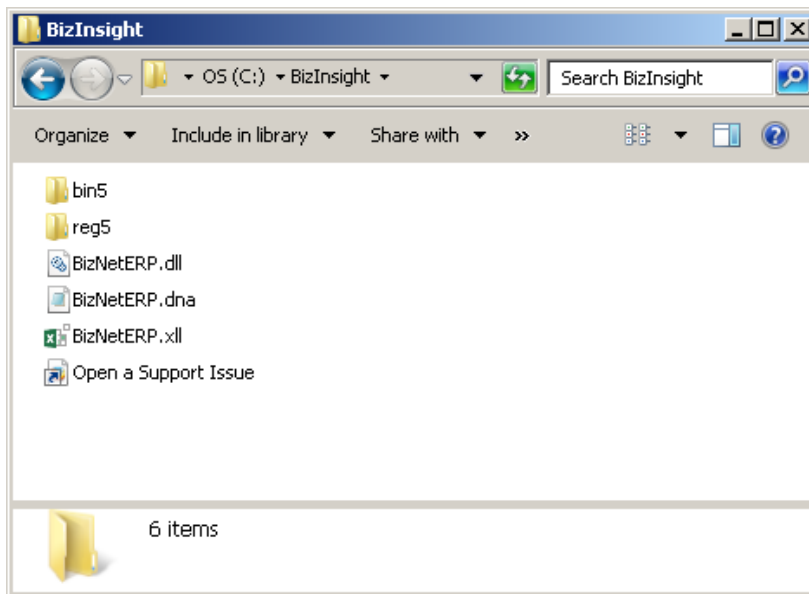 BizInsight
OS (C:) BizInsight Search BizInsight
Organize Include in library Share with »
bin5
reg5
BizNetERP.dll
BizNetERP.dna
BizNetERP.xll
Open a Support Issue
6 items